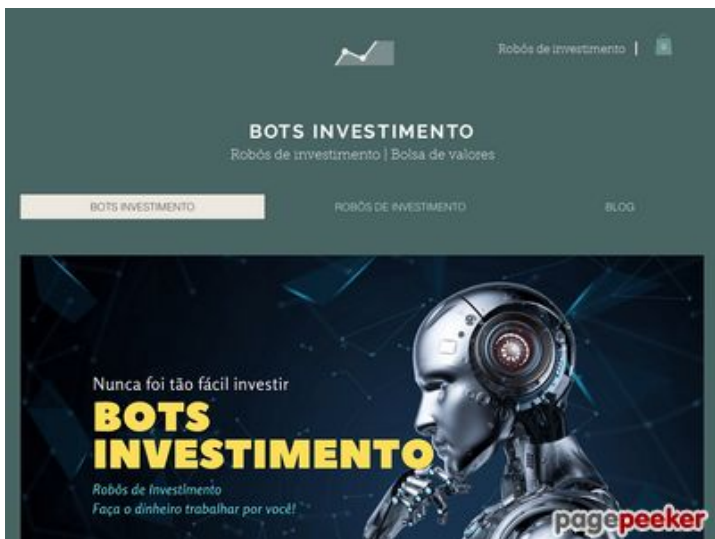 Robôs de investimento |
BOTS INVESTIMENTO
Robôs de investimento | Bolsa de valores
BOTS INVESTIMENTO
ROBÔS DE INVESTIMENTO
BLOG
Nunca foi tão fácil investir
BOTS
INVESTIMENTO
Robôs de Investimento
Faça o dinheiro trabalhar por você!
pagepeeker